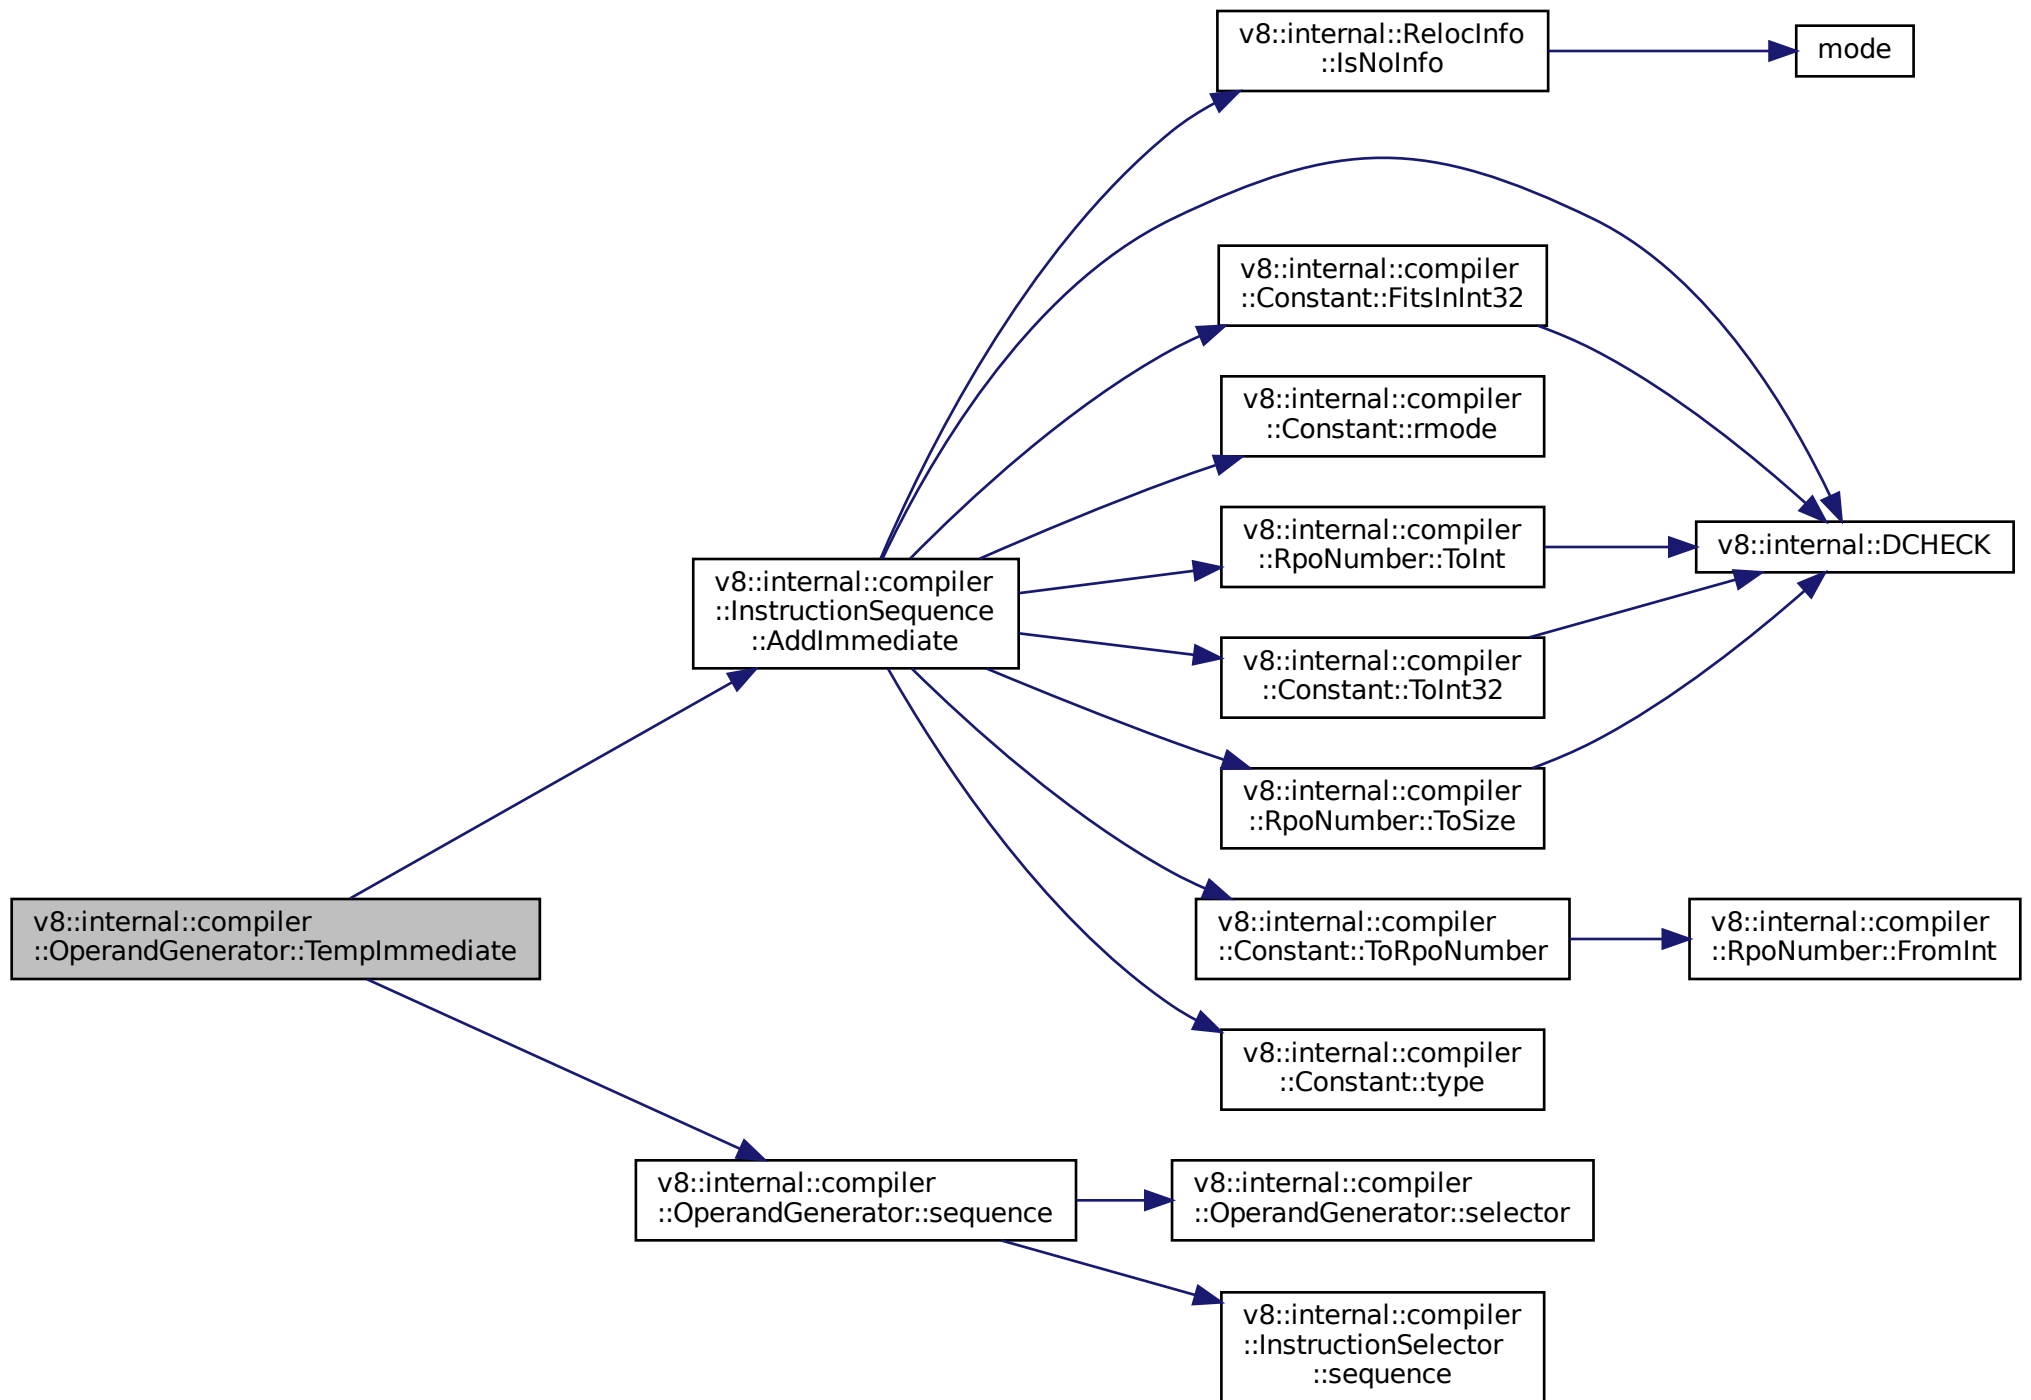 v8::internal::RelocInfo
::IsNoInfo
mode
v8::internal::compiler
::Constant::FitsInInt32
v8::internal::compiler
::Constant::rmode
v8::internal::compiler
::RpoNumber::ToInt
v8::internal::DCHECK
v8::internal::compiler
::InstructionSequence
::AddImmediate
v8::internal::compiler
::Constant::ToInt32
v8::internal::compiler
::RpoNumber::ToSize
v8::internal::compiler
::OperandGenerator::TempImmediate
v8::internal::compiler
::Constant::ToRpoNumber
v8::internal::compiler
::RpoNumber::FromInt
v8::internal::compiler
::Constant::type
v8::internal::compiler
::OperandGenerator::sequence
v8::internal::compiler
::OperandGenerator::selector
v8::internal::compiler
::InstructionSelector
::sequence